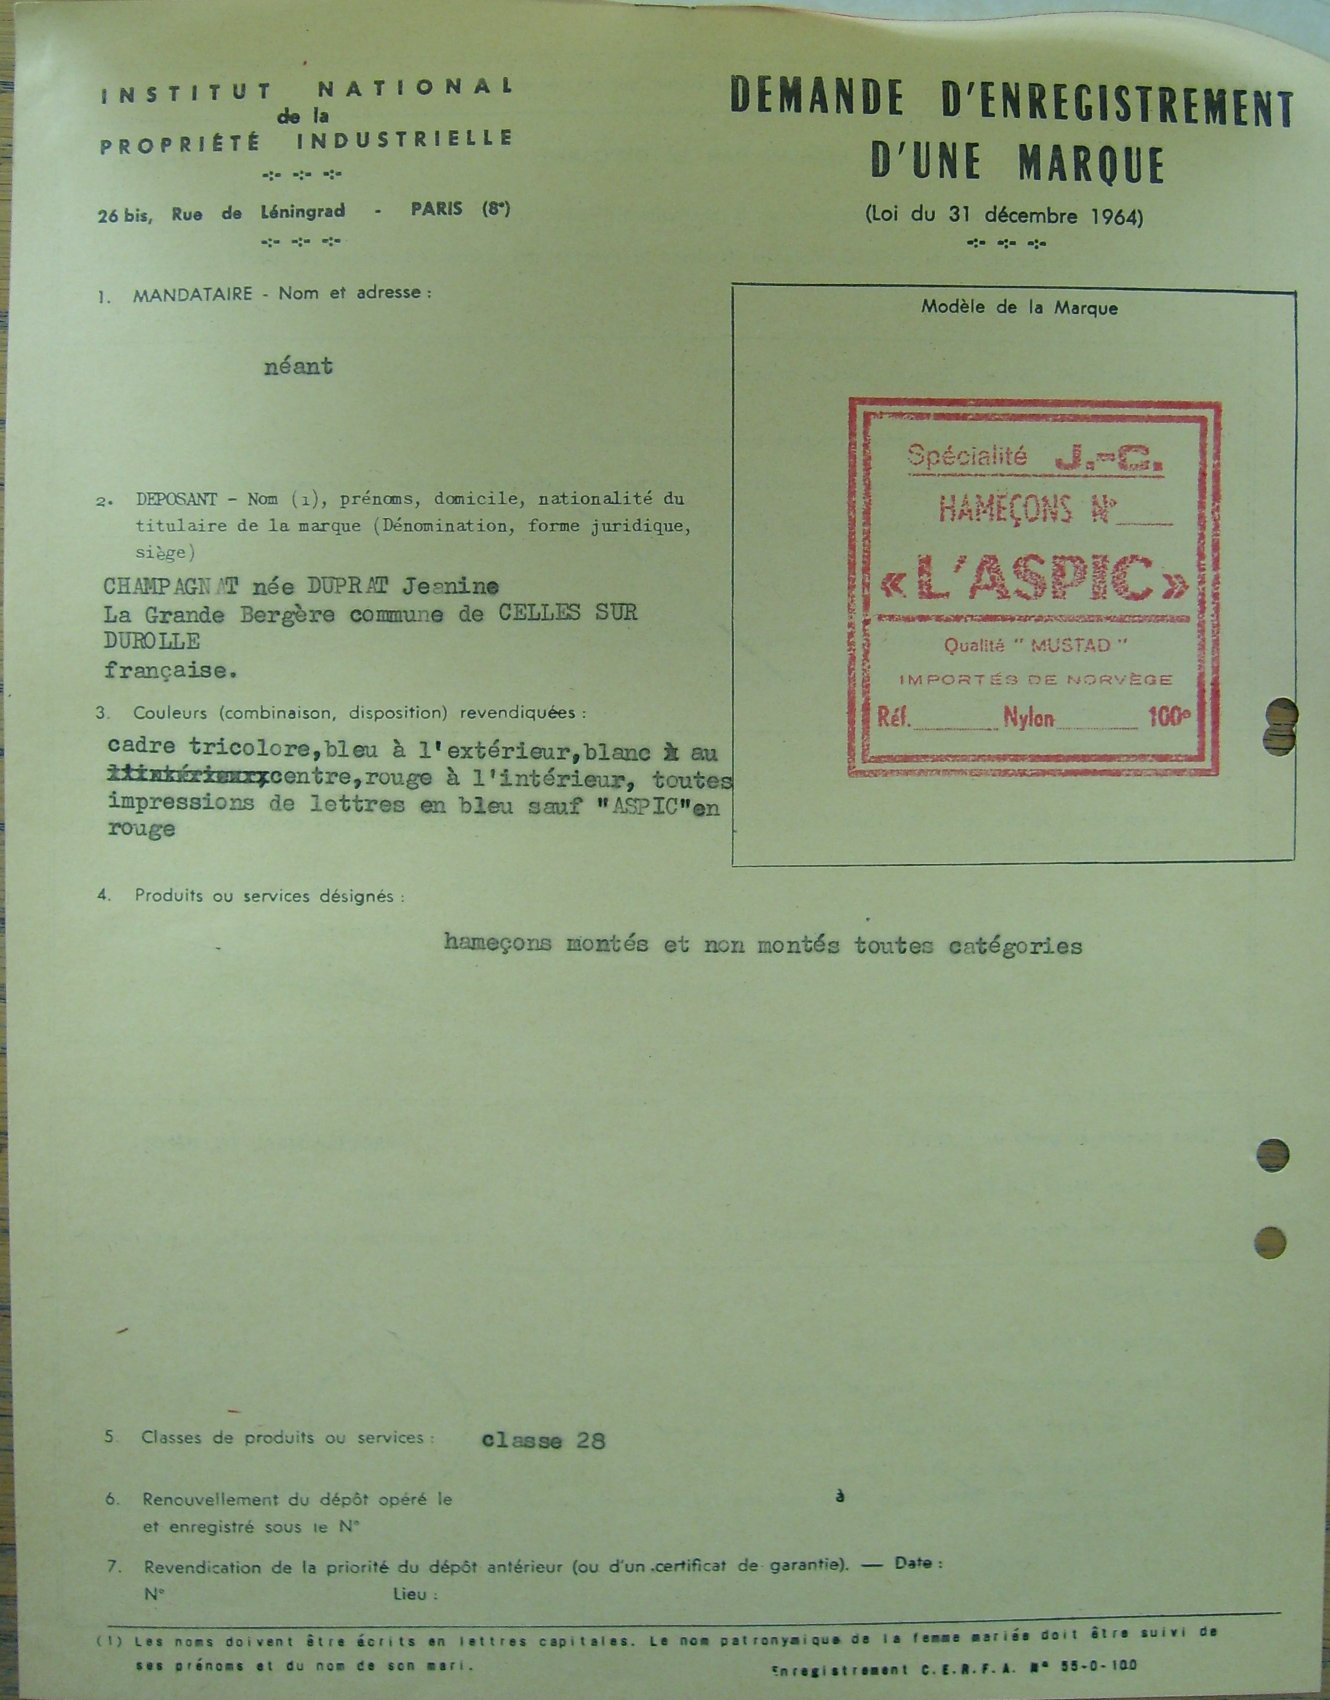 INSTITUT NATIONAL
de la
PROPRIÉTÉ INDUSTRIELLE
26 bis, Rue de Léningrad - PARIS (8e)
DEMANDE D'ENREGISTREMENT
D'UNE MARQUE
(Loi du 31 décembre 1964)
1. MANDATAIRE - Nom et adresse :
néant
2. DEPOSANT - Nom (1), prénoms, domicile, nationalité du
titulaire de la marque (Dénomination, forme juridique,
siège)
CHAMPAGNAT née DUPRAT Jeanine
La Grande Bergère commune de CELLES SUR
DUROLLE
française.
3. Couleurs (combinaison, disposition) revendiquées :
cadre tricolore,bleu à l'extérieur,blanc au
centre,rouge à l'intérieur, toutes
impressions de lettres en bleu sauf "ASPIC"en
rouge
Modèle de la Marque
Spécialité J.-C.
HAMEÇONS N°
«L'ASPIC»
Qualité "MUSTAD"
IMPORTÉS DE NORVÈGE
Réf. Nylon 100e
4. Produits ou services désignés :
hameçons montés et non montés toutes catégories
5 Classes de produits ou services : classe 28
6. Renouvellement du dépôt opéré le à
et enregistré sous le N°
7. Revendication de la priorité du dépôt antérieur (ou d'un certificat de garantie). — Date :
N° Lieu :
(1) Les noms doivent être écrits en lettres capitales. Le nom patronymique de la femme mariée doit être suivi de
ses prénoms et du nom de son mari.
Enregistrement C.E.R.F.A. N° 55-0-100